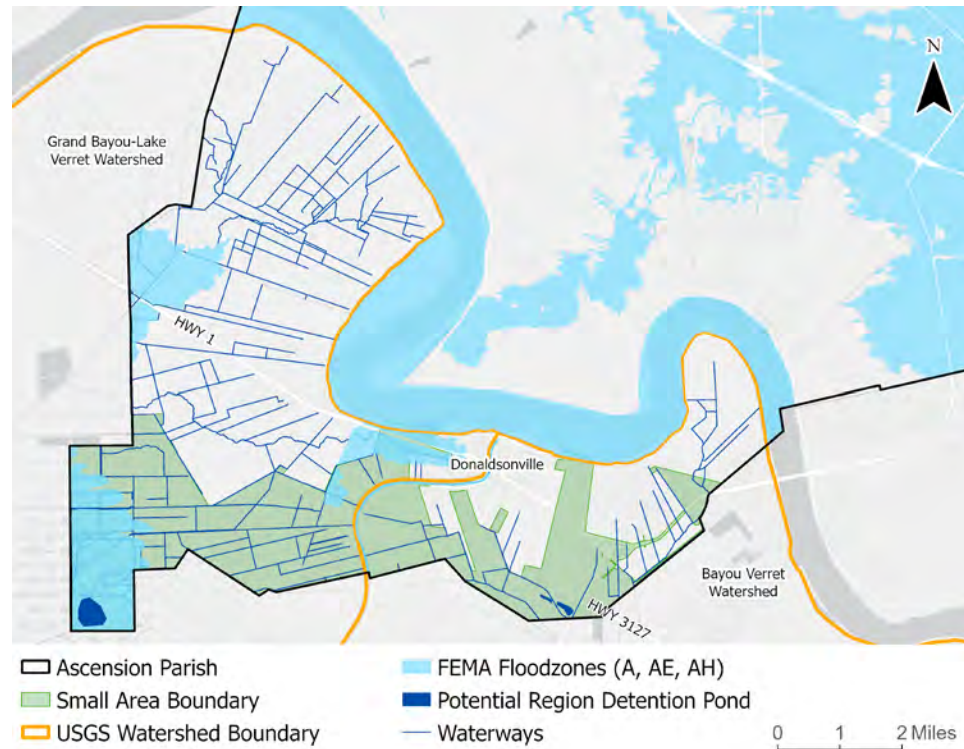 N
Grand Bayou-Lake
Verret Watershed
HWY 1
Donaldsonville
Bayou Verret
Watershed
HWY 3127
Ascension Parish
Small Area Boundary
USGS Watershed Boundary
FEMA Floodzones (A, AE, AH)
Potential Region Detention Pond
Waterways
0 1 2 Miles